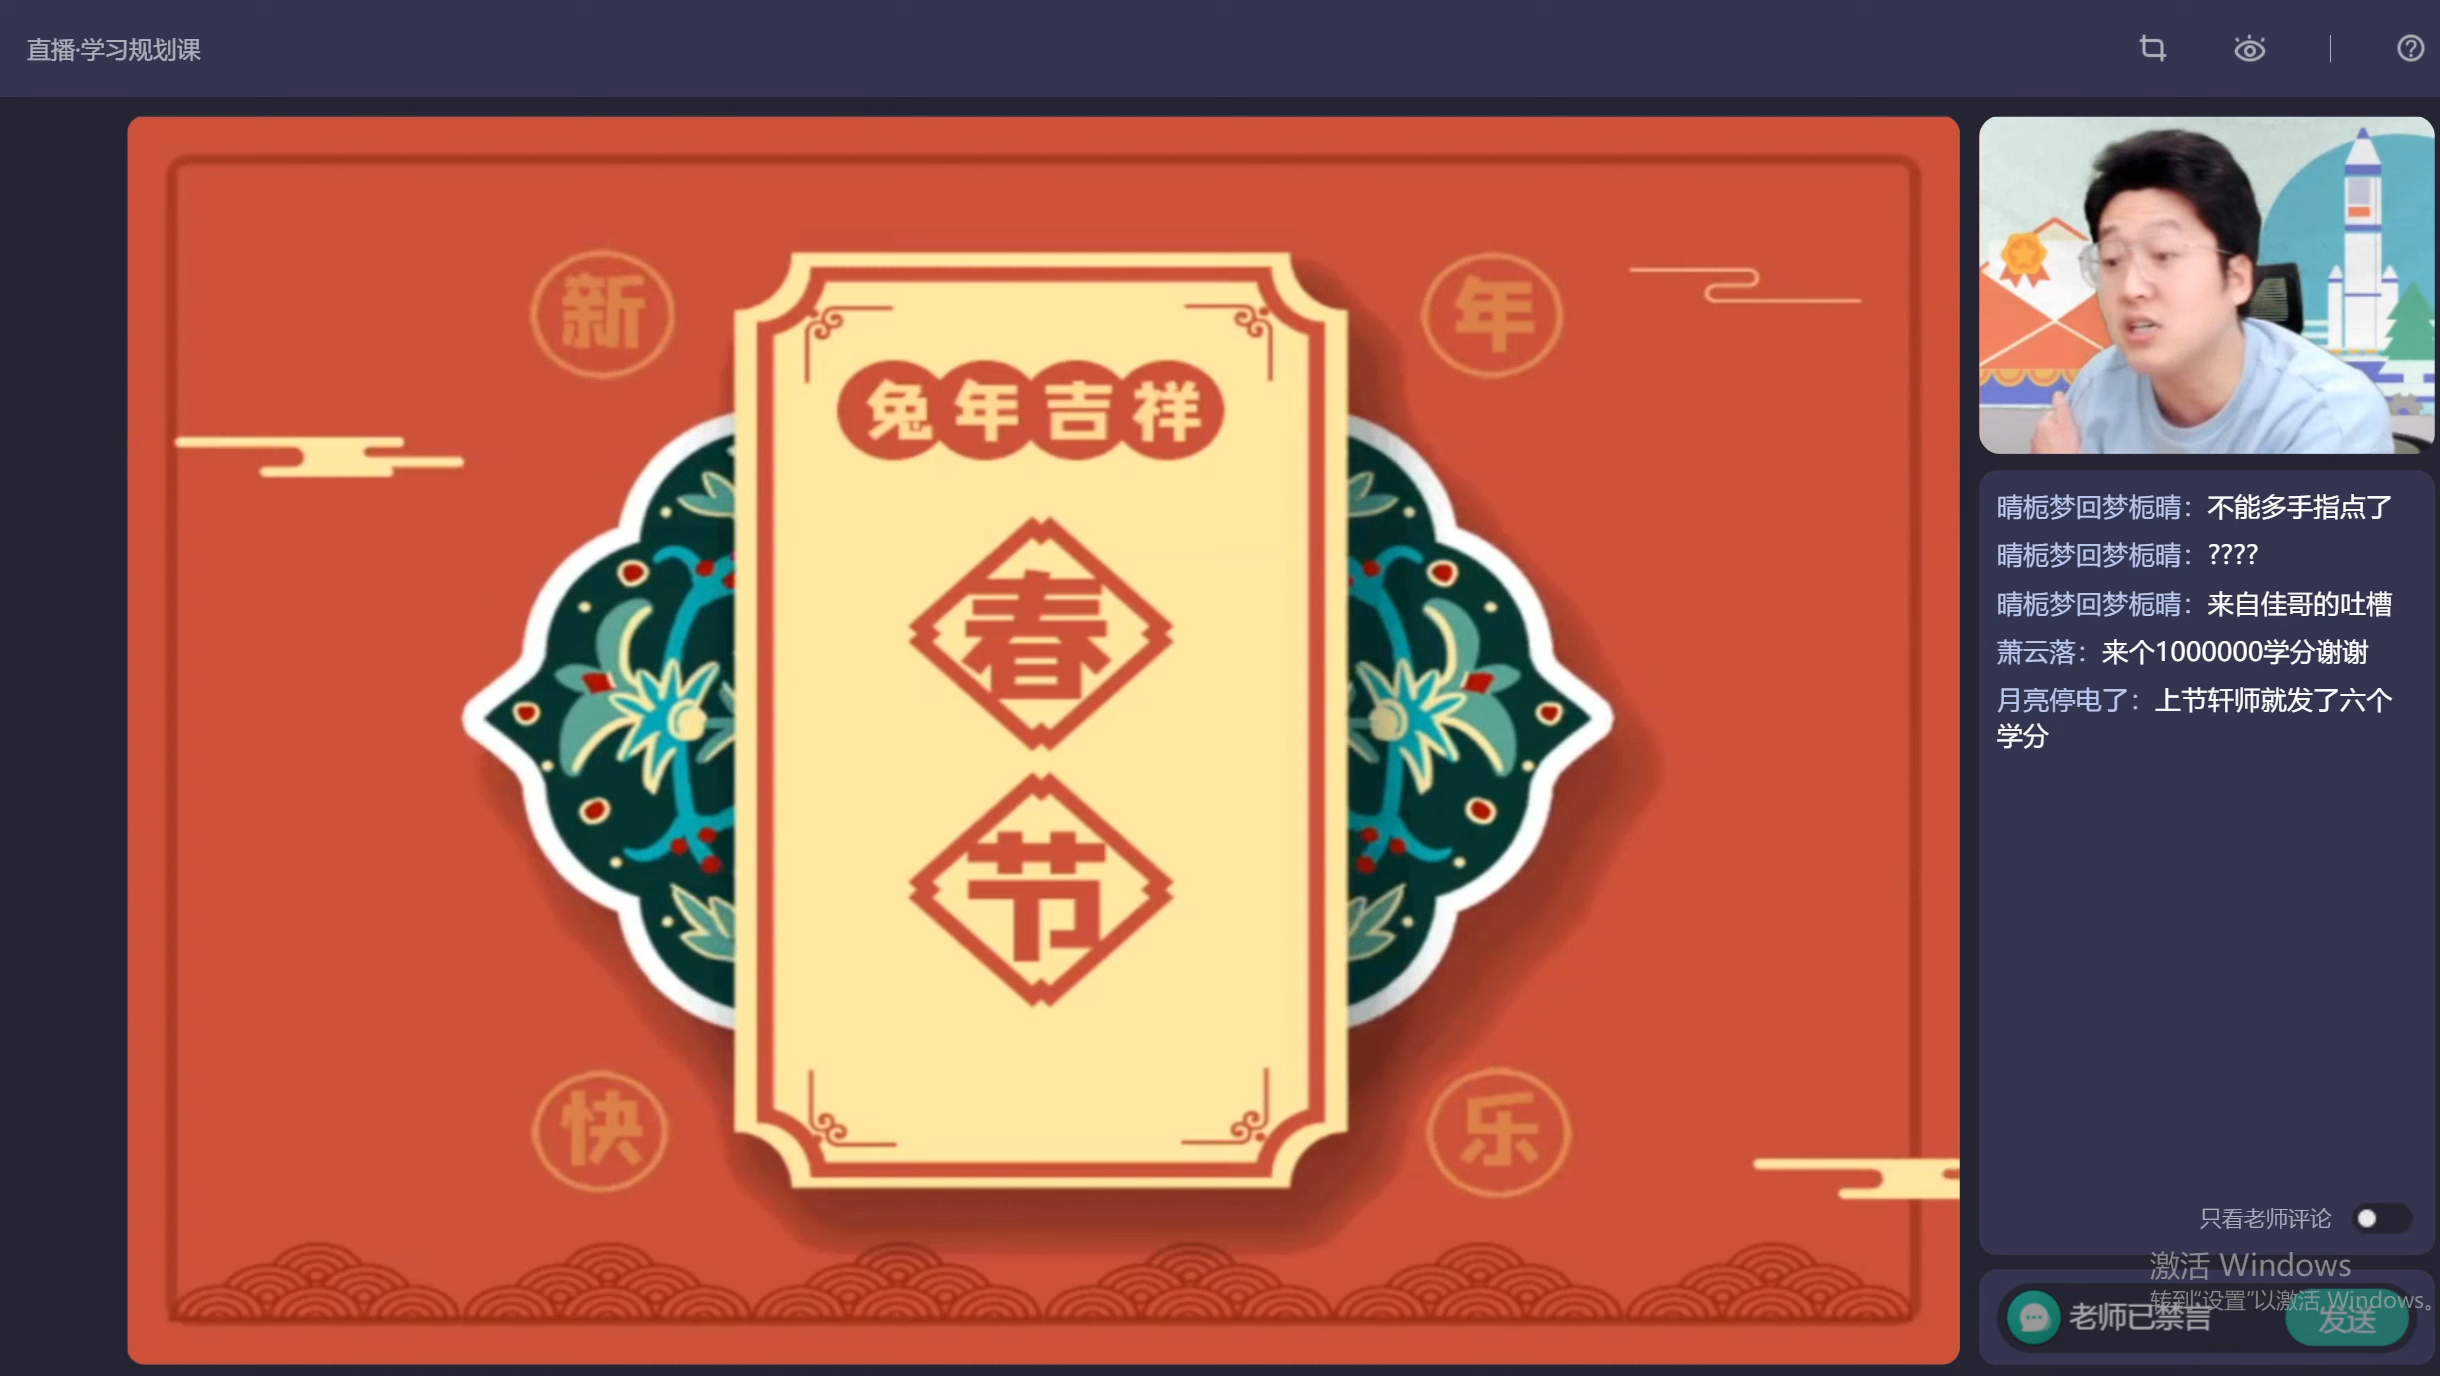 直播·学习规划课
新
年
兔年吉祥
春
节
快
乐
晴栀梦回梦栀晴：不能多手指点了
晴栀梦回梦栀晴：????
晴栀梦回梦栀晴：来自佳哥的吐槽
萧云落：来个1000000学分谢谢
月亮停电了：上节轩师就发了六个
学分
只看老师评论
激活 Windows
转到"设置"以激活 Windows。
老师已禁言
发送